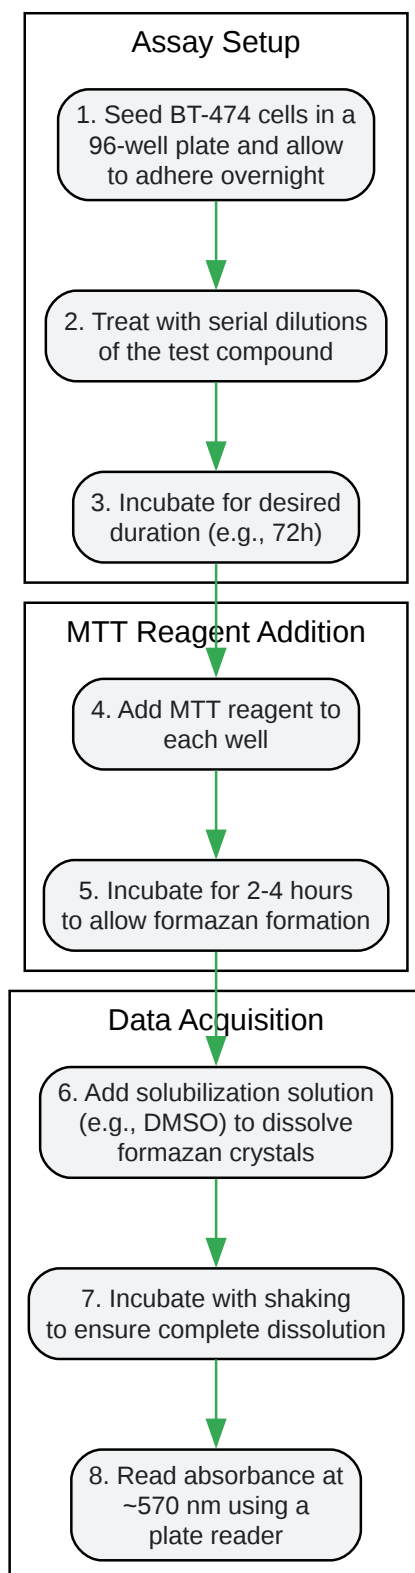 Assay Setup
1. Seed BT-474 cells in a
96-well plate and allow
to adhere overnight
2. Treat with serial dilutions
of the test compound
3. Incubate for desired
duration (e.g., 72h)
MTT Reagent Addition
4. Add MTT reagent to
each well
5. Incubate for 2-4 hours
to allow formazan formation
Data Acquisition
6. Add solubilization solution
(e.g., DMSO) to dissolve
formazan crystals
7. Incubate with shaking
to ensure complete dissolution
8. Read absorbance at
~570 nm using a
plate reader